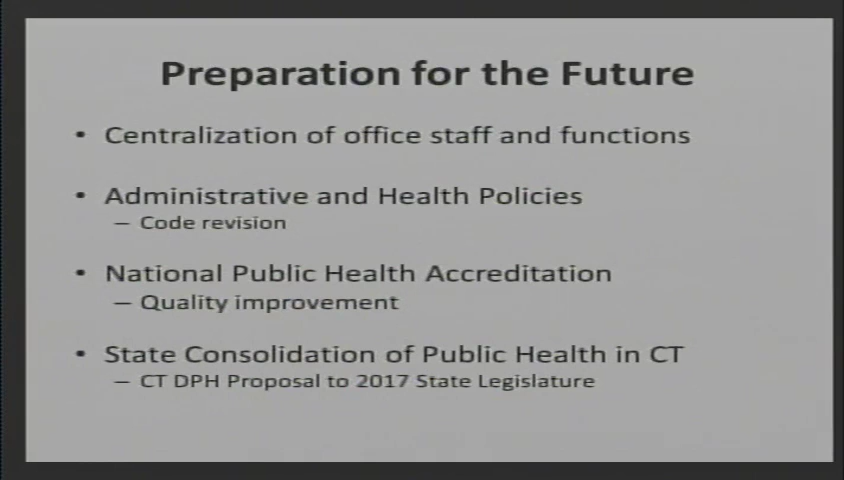 Preparation for the Future
• Centralization of office staff and functions
• Administrative and Health Policies
– Code revision
• National Public Health Accreditation
– Quality improvement
• State Consolidation of Public Health in CT
– CT DPH Proposal to 2017 State Legislature